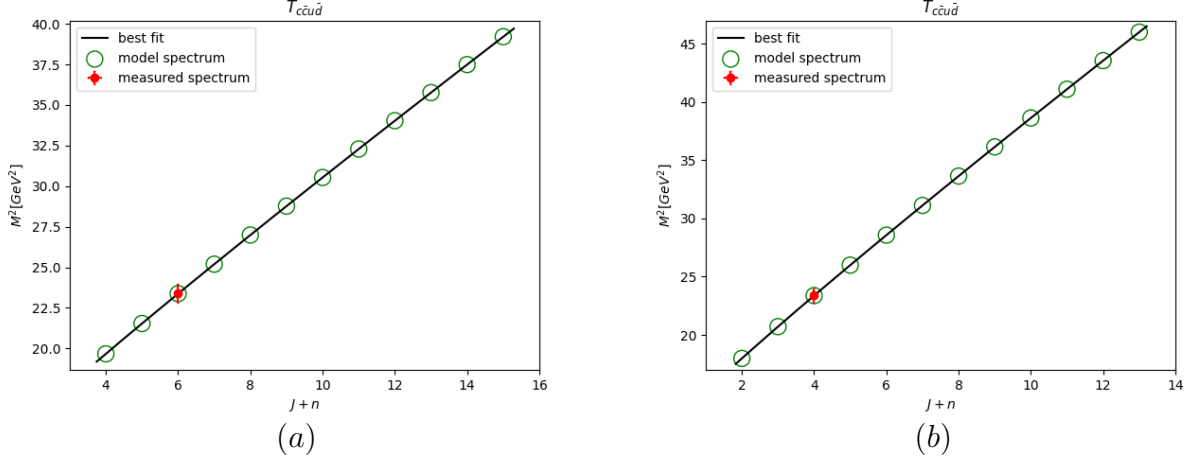 $T_{c\bar{c}u\bar{d}}$
best fit
model spectrum
measured spectrum
$M^2[GeV^2]$
40.0
37.5
35.0
32.5
30.0
27.5
25.0
22.5
20.0
4 6 8 10 12 14 16
$J + n$
(a)
$T_{c\bar{c}u\bar{d}}$
best fit
model spectrum
measured spectrum
$M^2[GeV^2]$
45
40
35
30
25
20
2 4 6 8 10 12 14
$J + n$
(b)